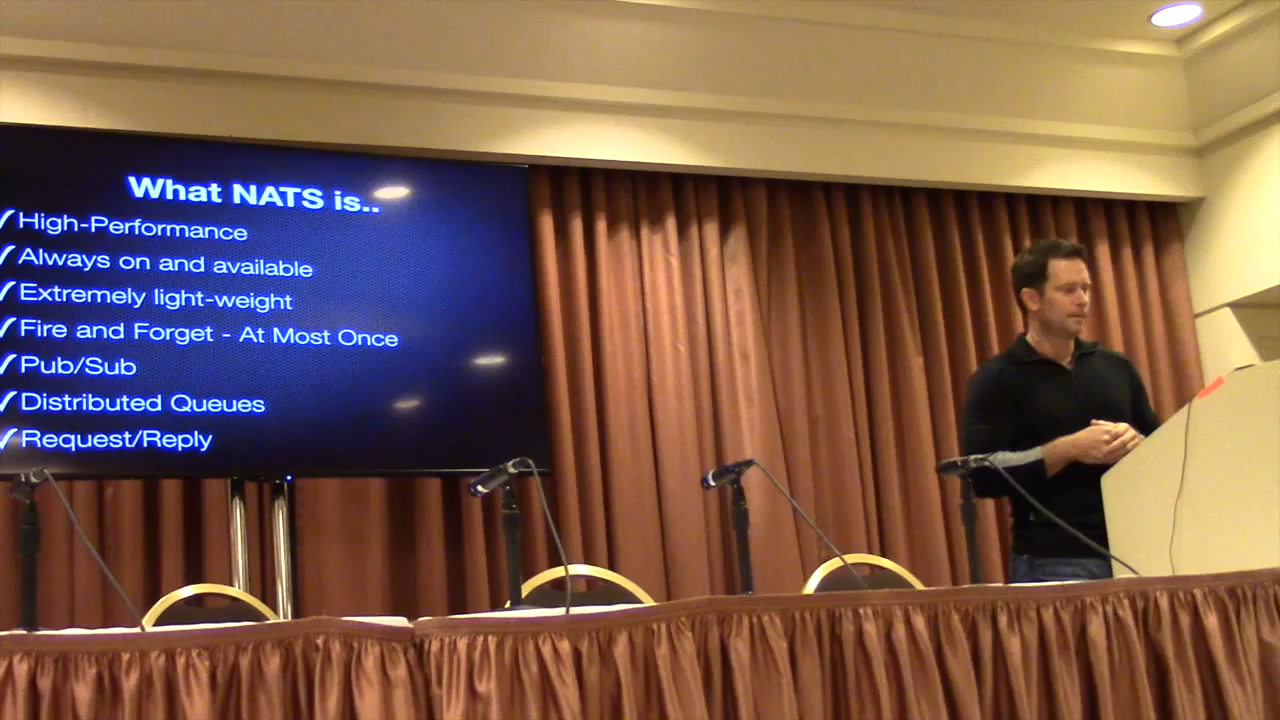 What NATS is..
✓High-Performance
✓Always on and available
✓Extremely light-weight
✓Fire and Forget - At Most Once
✓Pub/Sub
✓Distributed Queues
✓Request/Reply